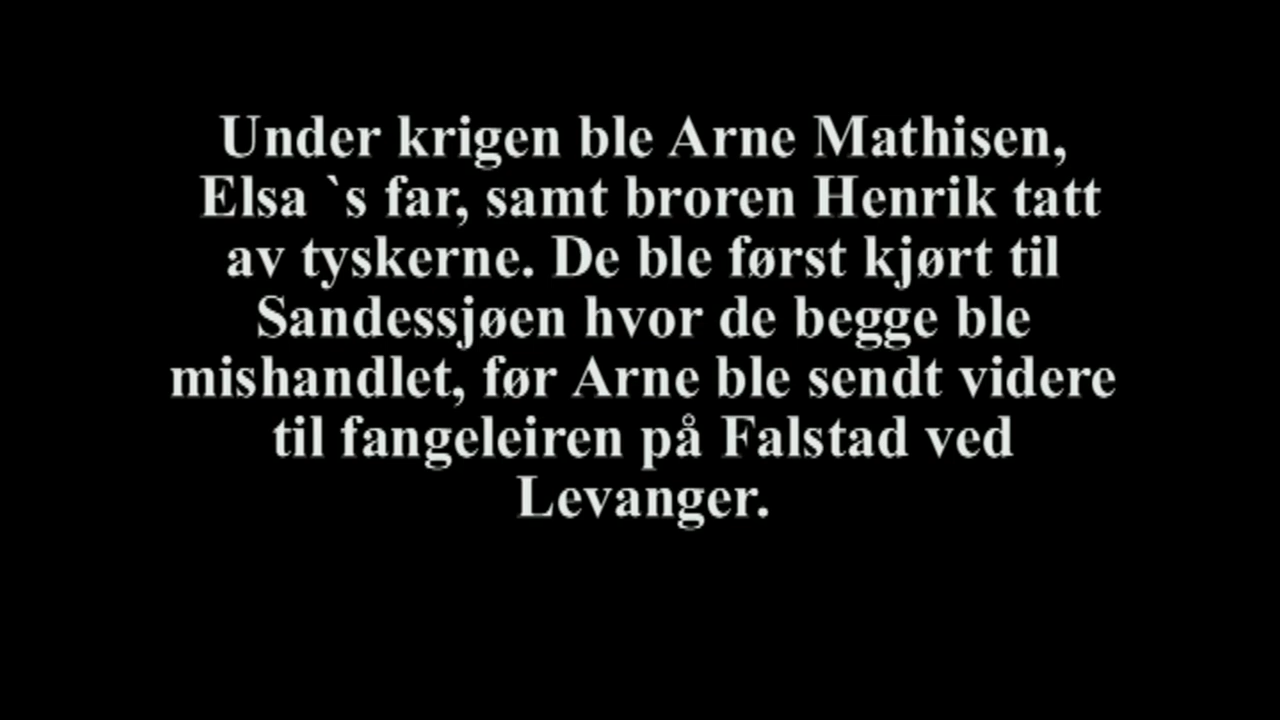 Under krigen ble Arne Mathisen,
Elsa `s far, samt broren Henrik tatt
av tyskerne. De ble først kjørt til
Sandessjøen hvor de begge ble
mishandlet, før Arne ble sendt videre
til fangeleiren på Falstad ved
Levanger.